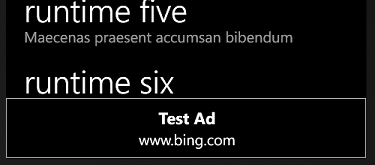 runtime five
Maecenas praesent accumsan bibendum
runtime six
Test Ad
www.bing.com